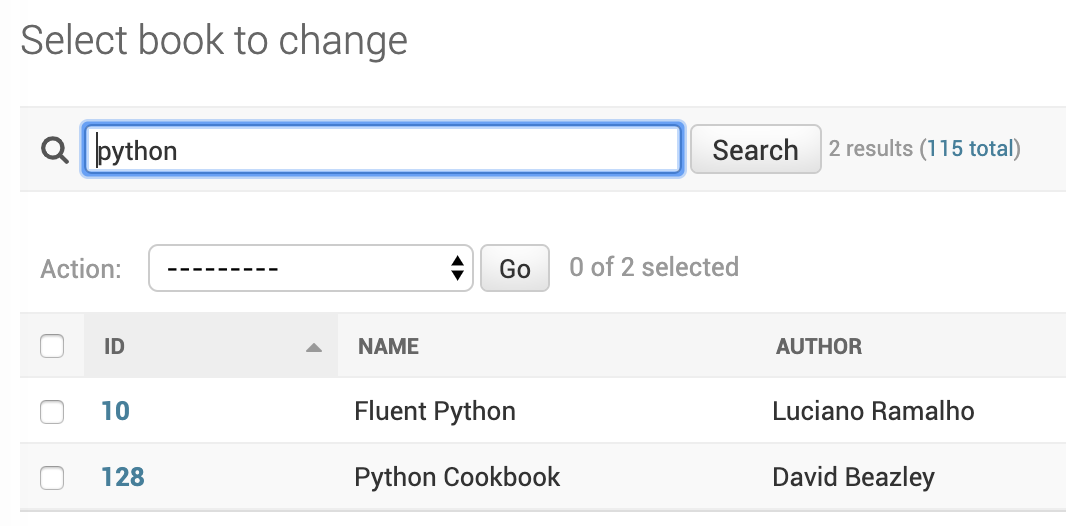 Select book to change
python Search 2 results (115 total)
Action: --------- Go 0 of 2 selected
ID NAME AUTHOR
10 Fluent Python Luciano Ramalho
128 Python Cookbook David Beazley